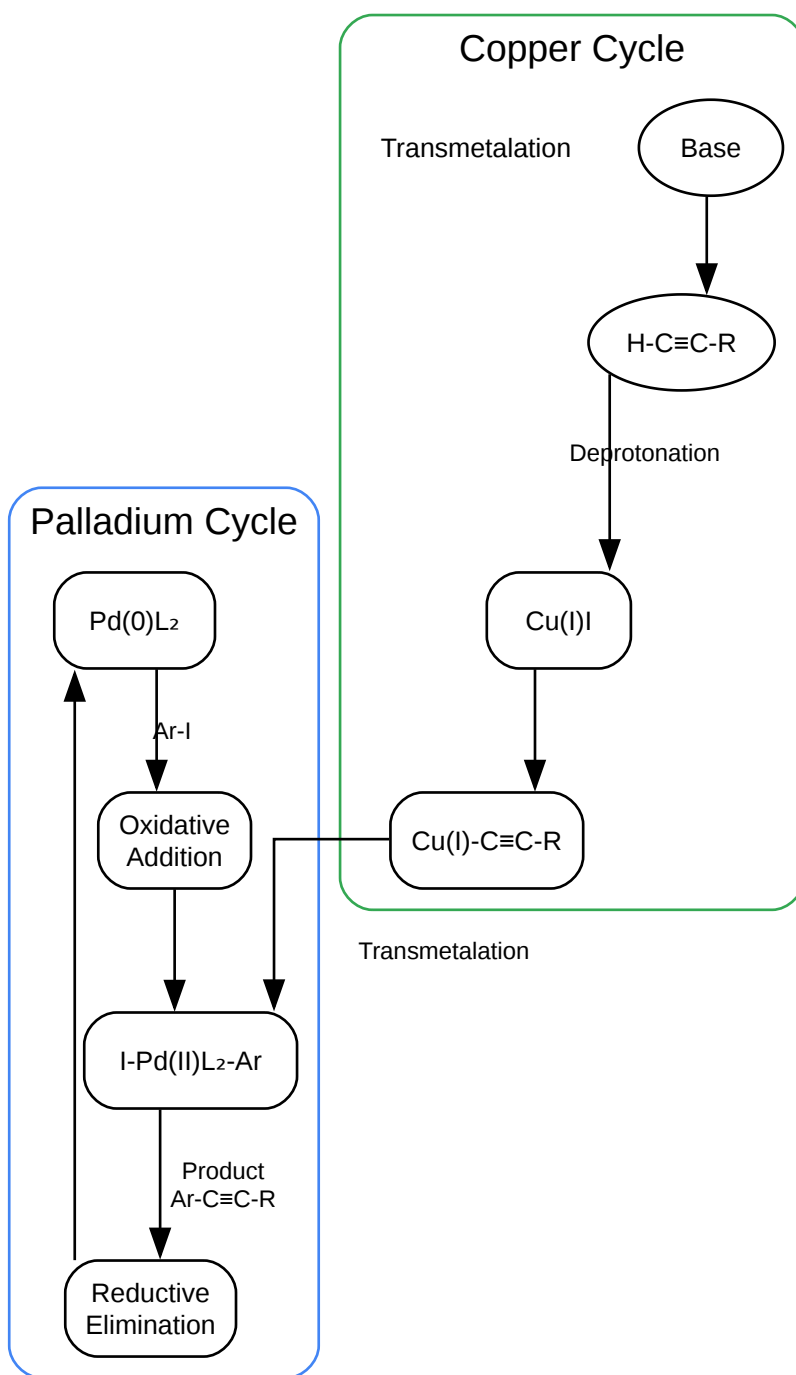 Copper Cycle
Transmetalation
Base
H-C≡C-R
Deprotonation
Palladium Cycle
Pd(0)L₂
Cu(I)I
Ar-I
Oxidative
Addition
Cu(I)-C≡C-R
Transmetalation
I-Pd(II)L₂-Ar
Product
Ar-C≡C-R
Reductive
Elimination